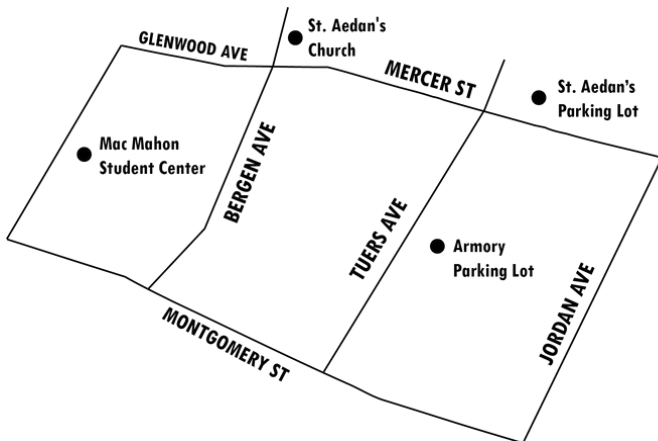 St. Aedan's
Church
GLENWOOD AVE
MERCER ST
St. Aedan's
Parking Lot
Mac Mahon
Student Center
BERGEN AVE
TUERS AVE
Armory
Parking Lot
JORDAN AVE
MONTGOMERY ST